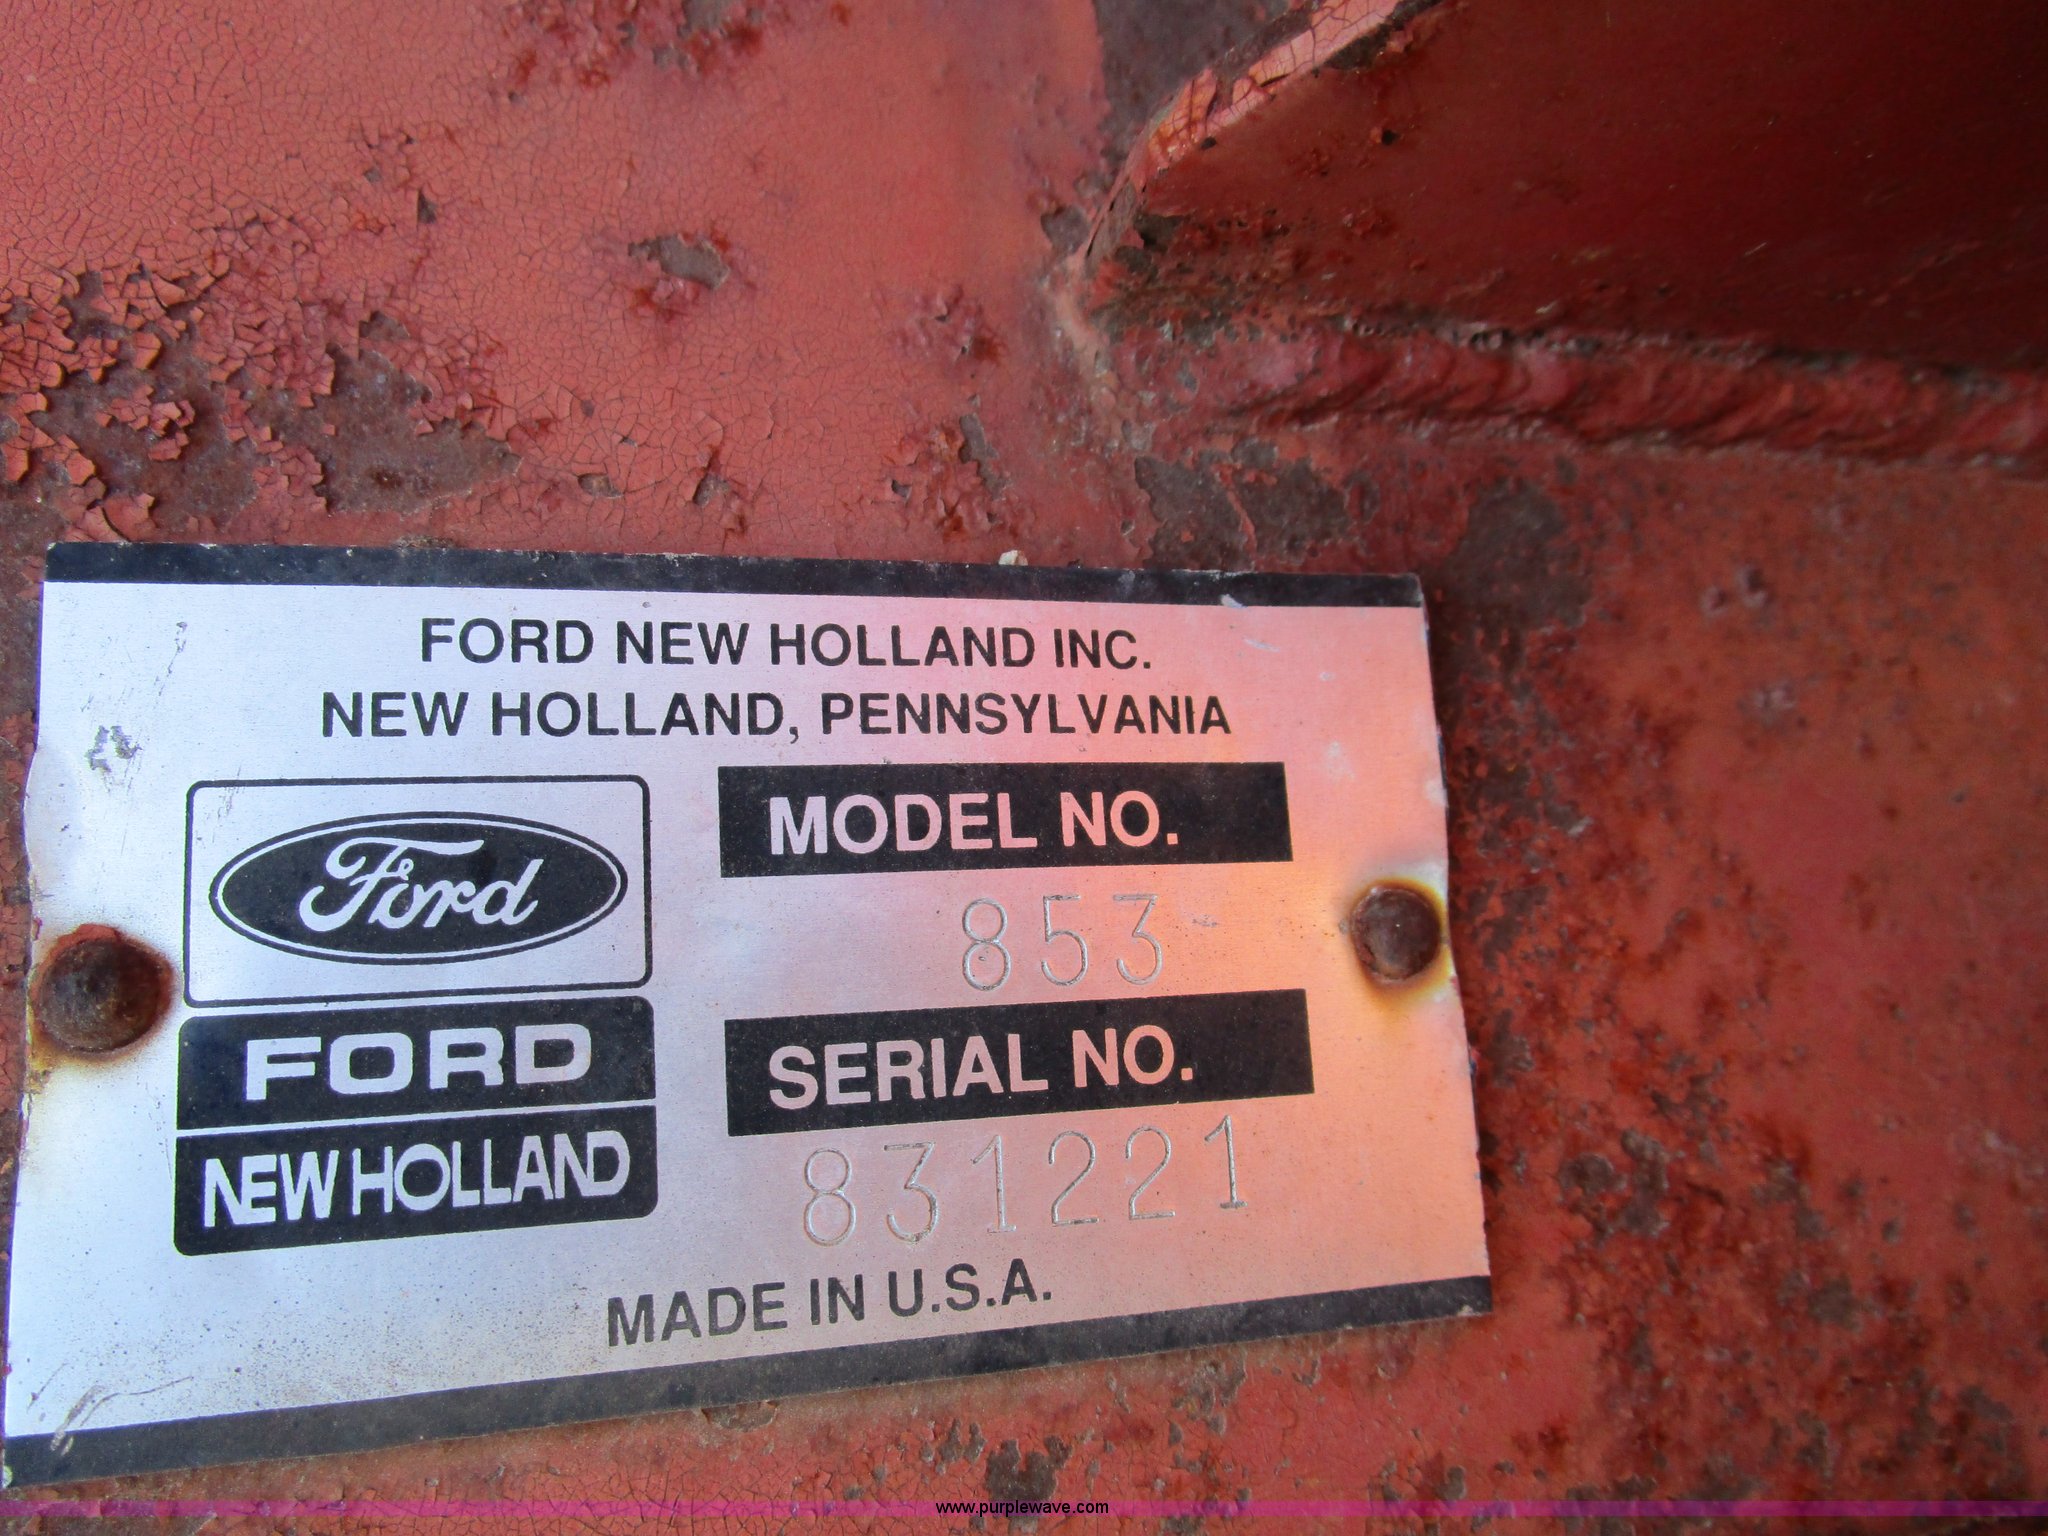 FORD NEW HOLLAND INC.
NEW HOLLAND, PENNSYLVANIA
Ford
FORD
NEW HOLLAND
MODEL NO.
853
SERIAL NO.
831221
MADE IN U.S.A.
www.purplewave.com